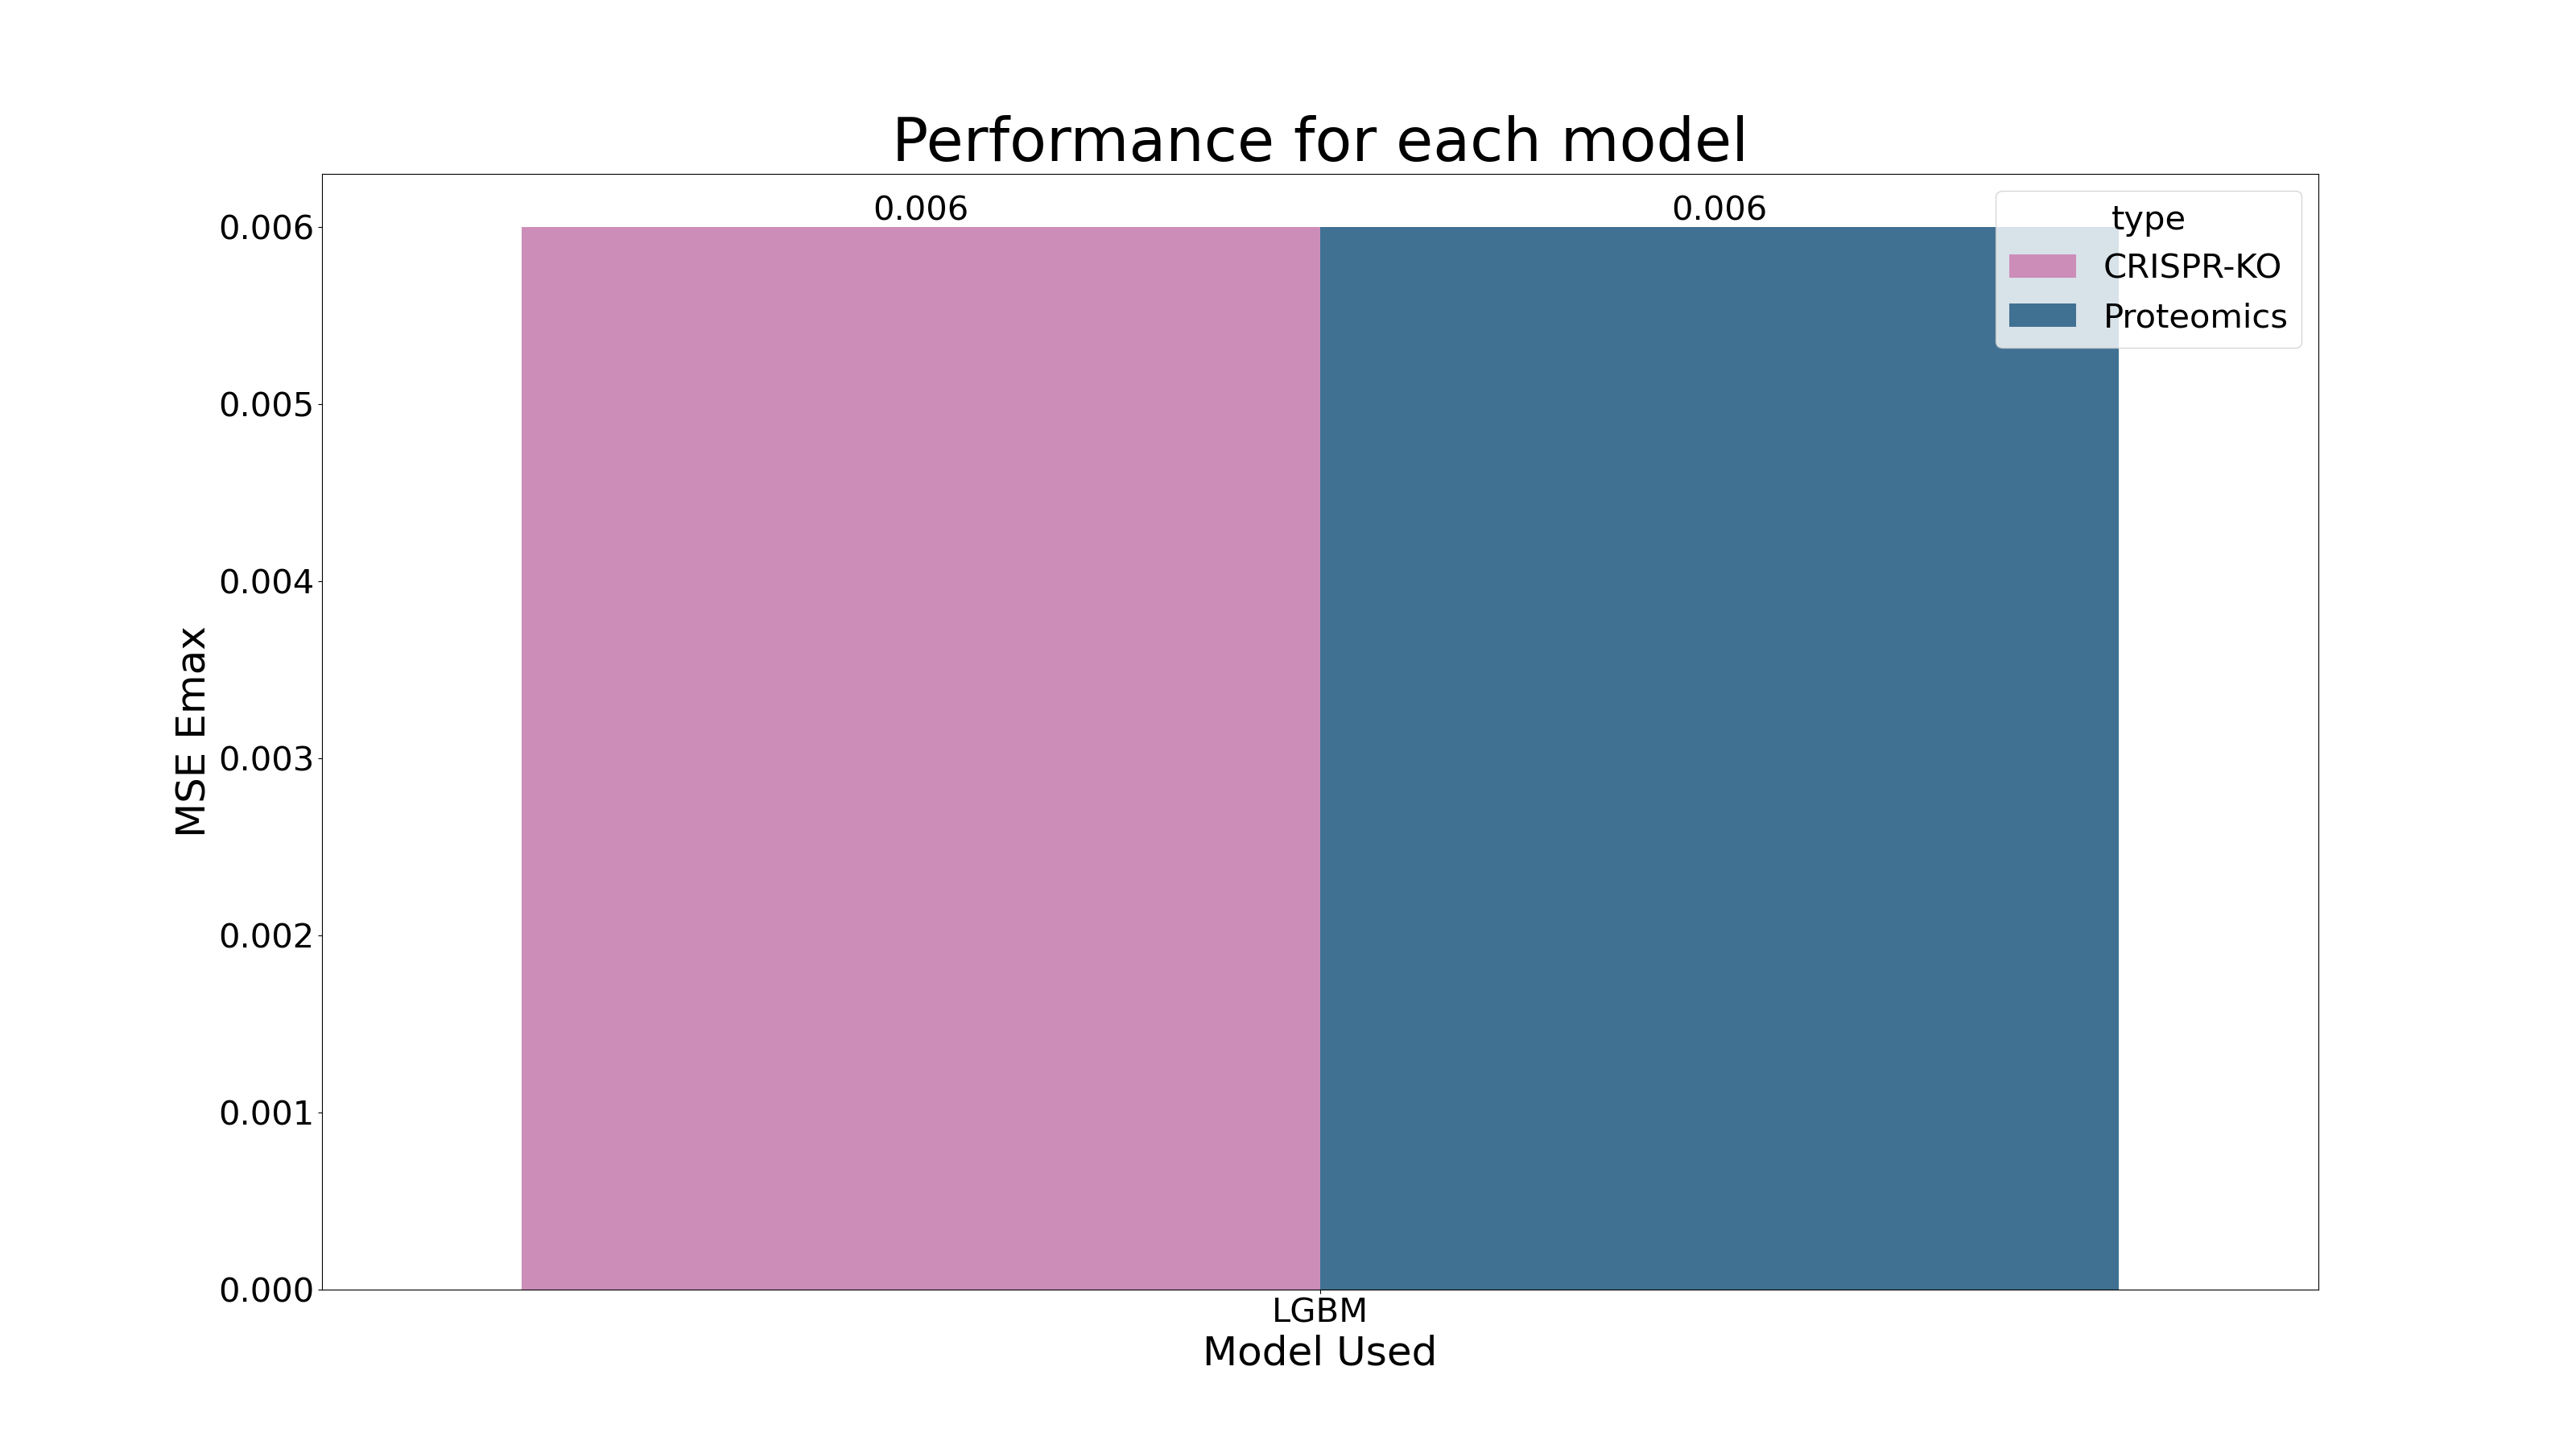 Performance for each model
0.006
0.006
type
CRISPR-KO
Proteomics
0.006
0.005
0.004
0.003
0.002
0.001
0.000
MSE Emax
LGBM
Model Used